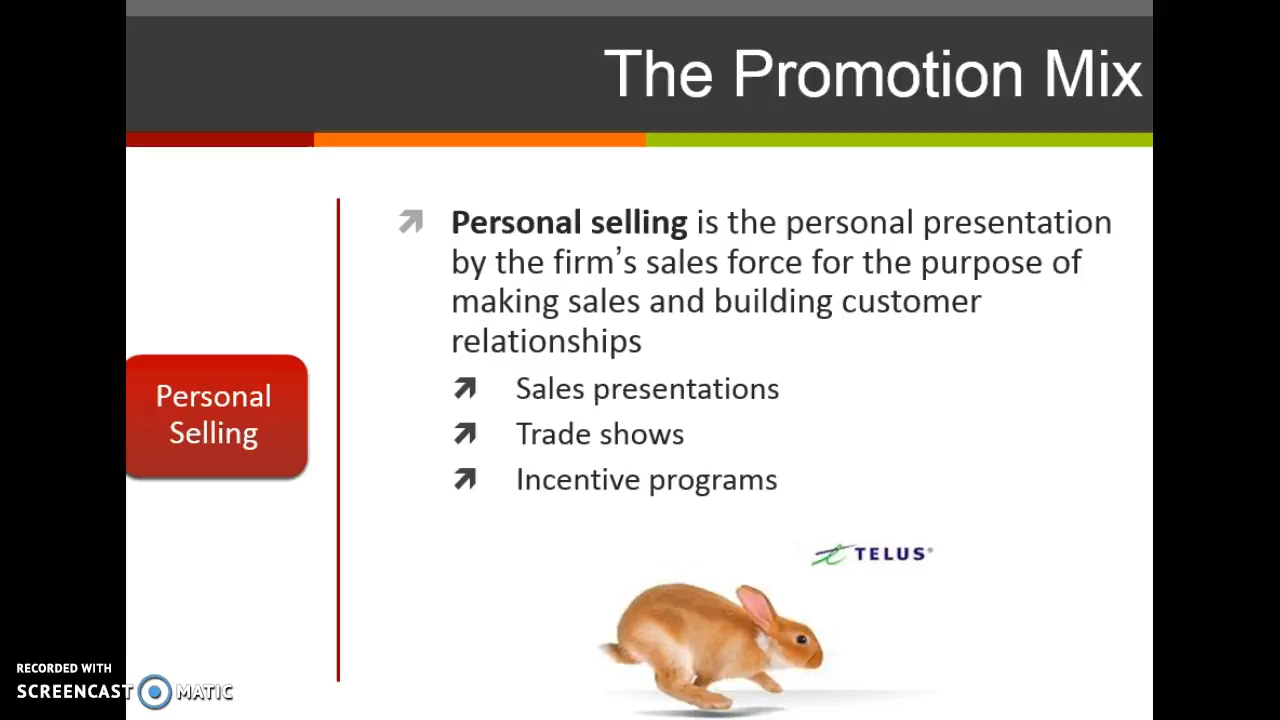 The Promotion Mix
Personal selling is the personal presentation
by the firm's sales force for the purpose of
making sales and building customer
relationships
Personal
Selling
Sales presentations
Trade shows
Incentive programs
TELUS®
RECORDED WITH
SCREENCAST MATIC